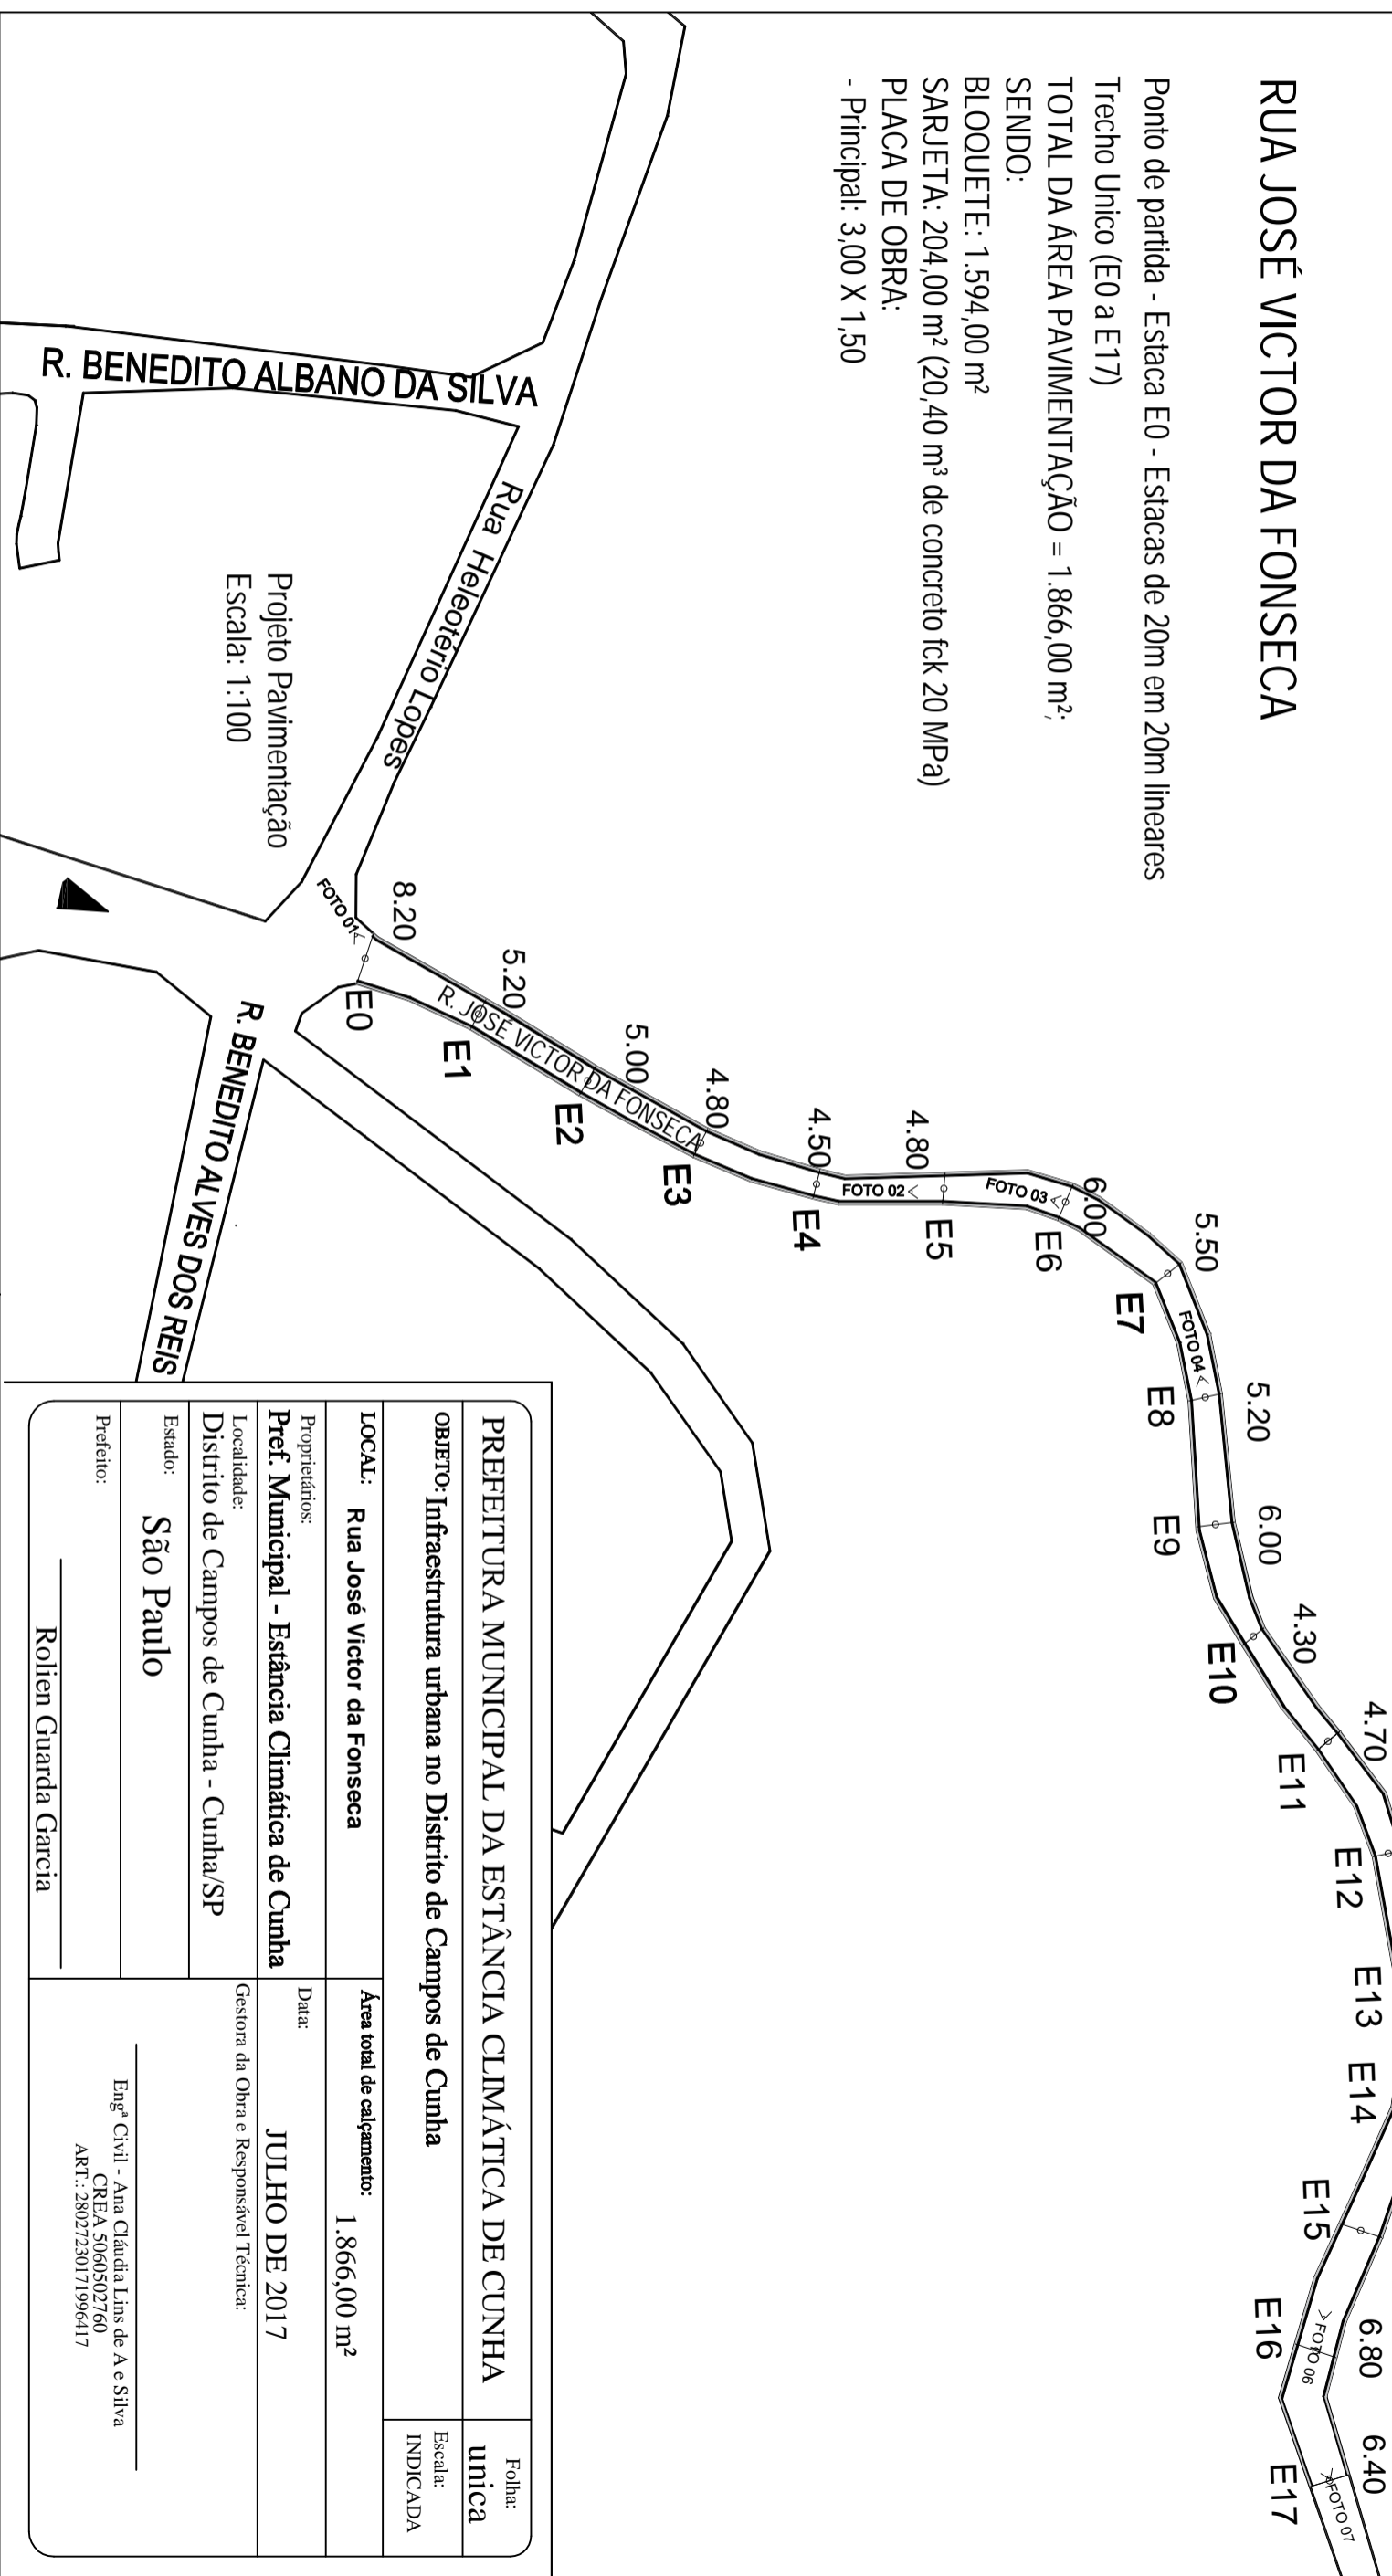 RUA JOSÉ VICTOR DA FONSECA
Ponto de partida - Estaca E0 - Estacas de 20m em 20m lineares
Trecho Unico (E0 a E17)
TOTAL DA ÁREA PAVIMENTAÇÃO = 1.866,00 m²;
SENDO:
BLOQUETE: 1.594,00 m²
SARJETA: 204,00 m² (20,40 m³ de concreto fck 20 MPa)
PLACA DE OBRA:
- Principal: 3,00 X 1,50
R. BENEDITO ALBANO DA SILVA
Rua Heleotério Lopes
Projeto Pavimentação
Escala: 1:100
R. BENEDITO ALVES DOS REIS
R. JOSÉ VICTOR DA FONSECA
FOTO 01
8.20
E0
5.20
E1
5.00
E2
4.80
E3
4.50
E4
FOTO 02
4.80
E5
FOTO 03
6.00
E6
5.50
E7
FOTO 04
5.20
E8
6.00
E9
4.30
E10
4.70
E11
E12
E13
E14
E15
6.80
FOTO 06
E16
6.40
E17
FOTO 07
PREFEITURA MUNICIPAL DA ESTÂNCIA CLIMÁTICA DE CUNHA
Folha:
unica
OBJETO: Infraestrutura urbana no Distrito de Campos de Cunha
Escala:
INDICADA
LOCAL: Rua José Victor da Fonseca
Área total de calçamento:
1.866,00 m²
Proprietários:
Pref. Municipal - Estância Climática de Cunha
Data:
JULHO DE 2017
Localidade:
Distrito de Campos de Cunha - Cunha/SP
Estado:
São Paulo
Gestora da Obra e Responsável Técnica:
Prefeito:
Rolien Guarda Garcia
Engª Civil - Ana Cláudia Lins de A e Silva
CREA 5060502760
ART.: 28027230171996417